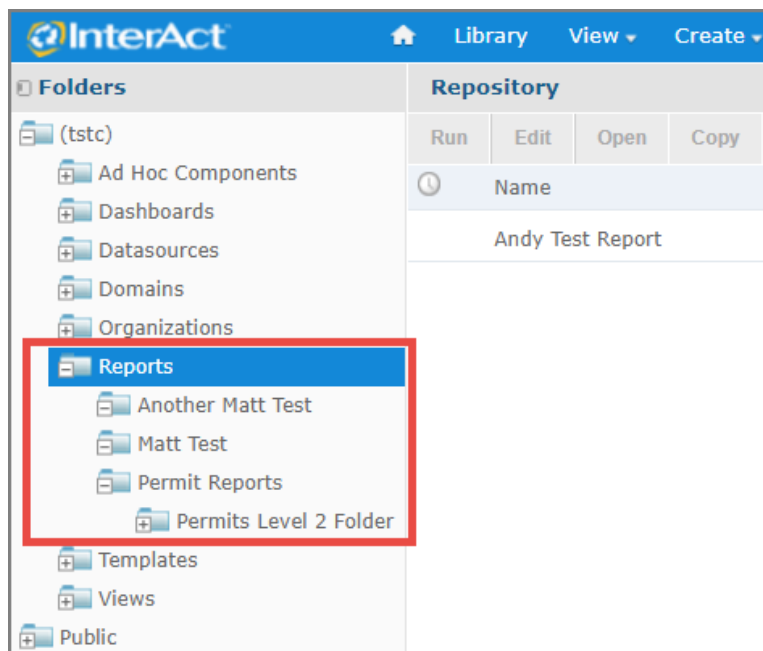 InterAct Library View Create
Folders
Repository
(tstc)
Run Edit Open Copy
Ad Hoc Components
Name
Dashboards
Andy Test Report
Datasources
Domains
Organizations
Reports
Another Matt Test
Matt Test
Permit Reports
Permits Level 2 Folder
Templates
Views
Public